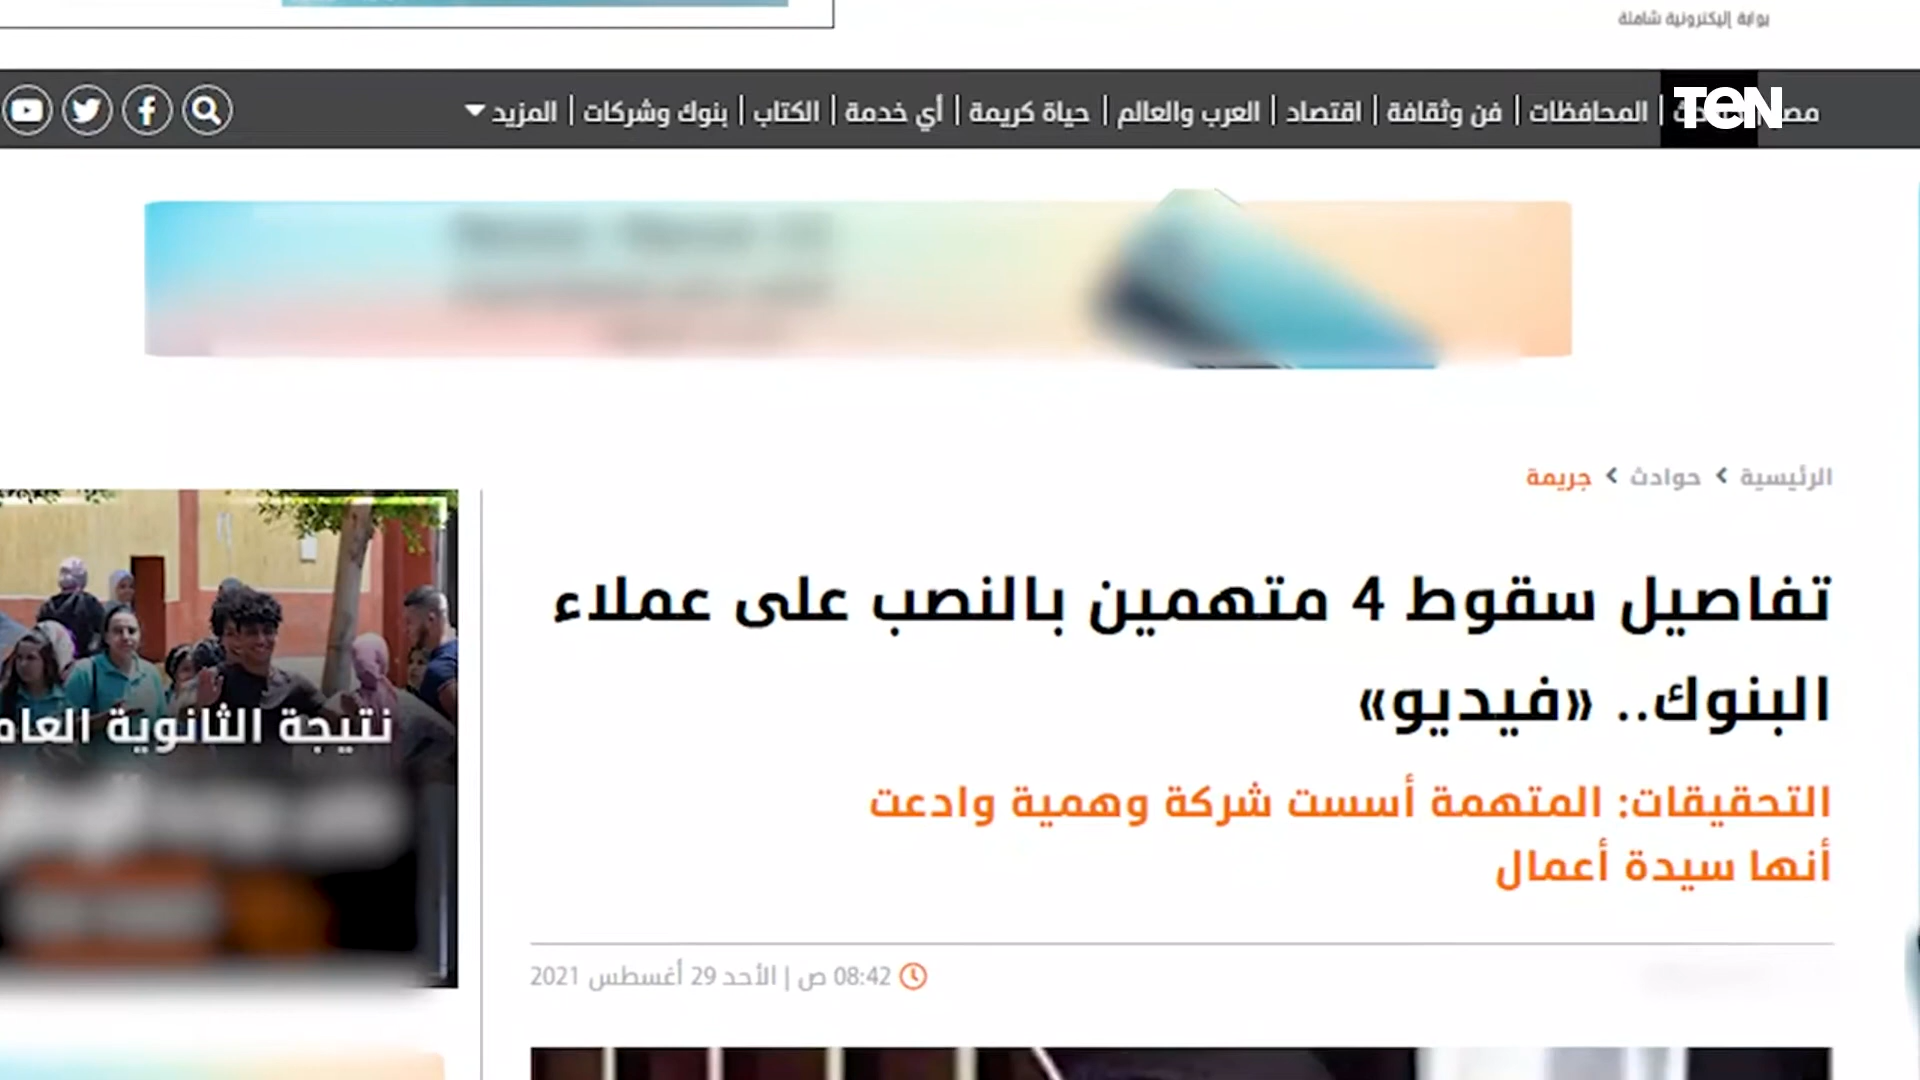 بوابة إليكترونية شاملة
TEN
المحافظات | فن وثقافة | اقتصاد | العرب والعالم | حياة كريمة | أي خدمة | الكتاب | بنوك وشركات | المزيد
الرئيسية > حوادث > جريمة
تفاصيل سقوط 4 متهمين بالنصب على عملاء
البنوك.. «فيديو»
التحقيقات: المتهمة أسست شركة وهمية وادعت
أنها سيدة أعمال
08:42 ص | الأحد 29 أغسطس 2021
نتيجة الثانوية